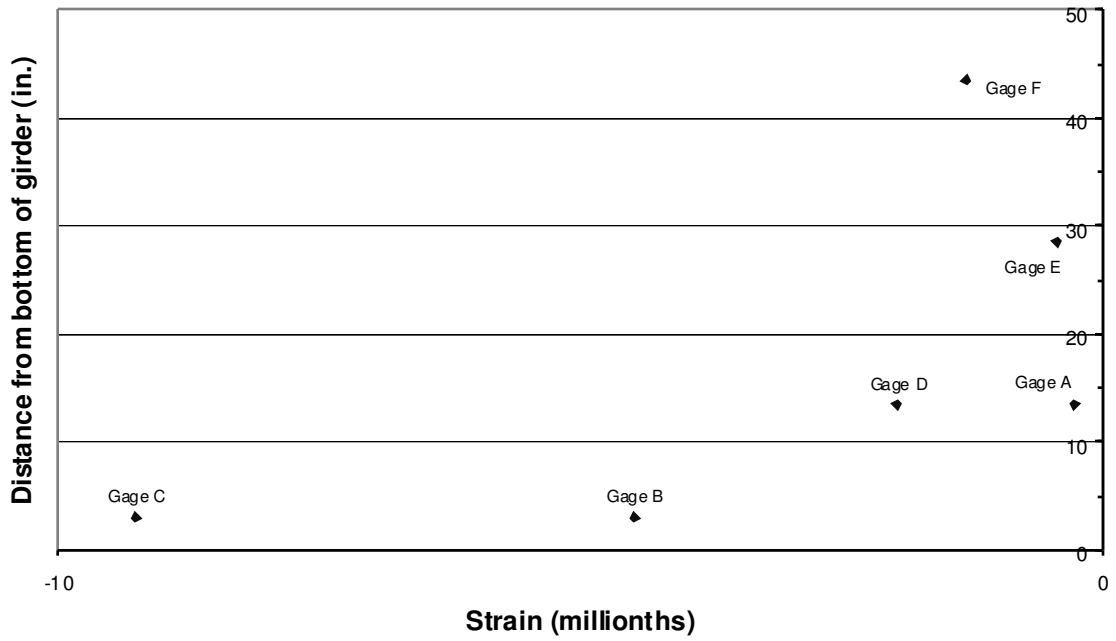 50
Gage F
40
30
Gage E
20
Gage D
Gage A
10
Gage C
Gage B
0
-10
0
Strain (millionths)
Distance from bottom of girder (in.)